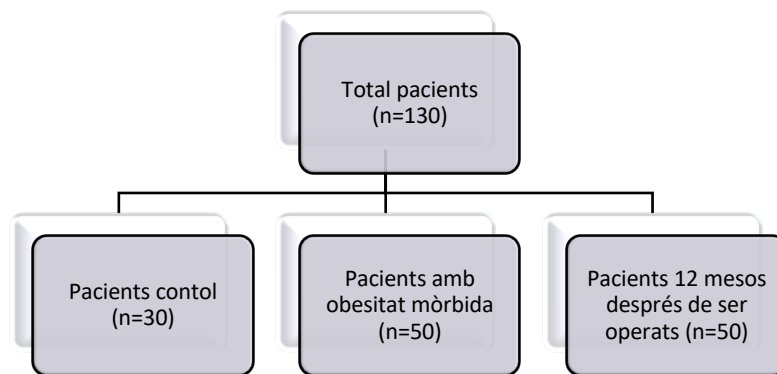 Total pacients
(n=130)
Pacients contol
(n=30)
Pacients amb
obesitat mòrbida
(n=50)
Pacients 12 mesos
després de ser
operats (n=50)